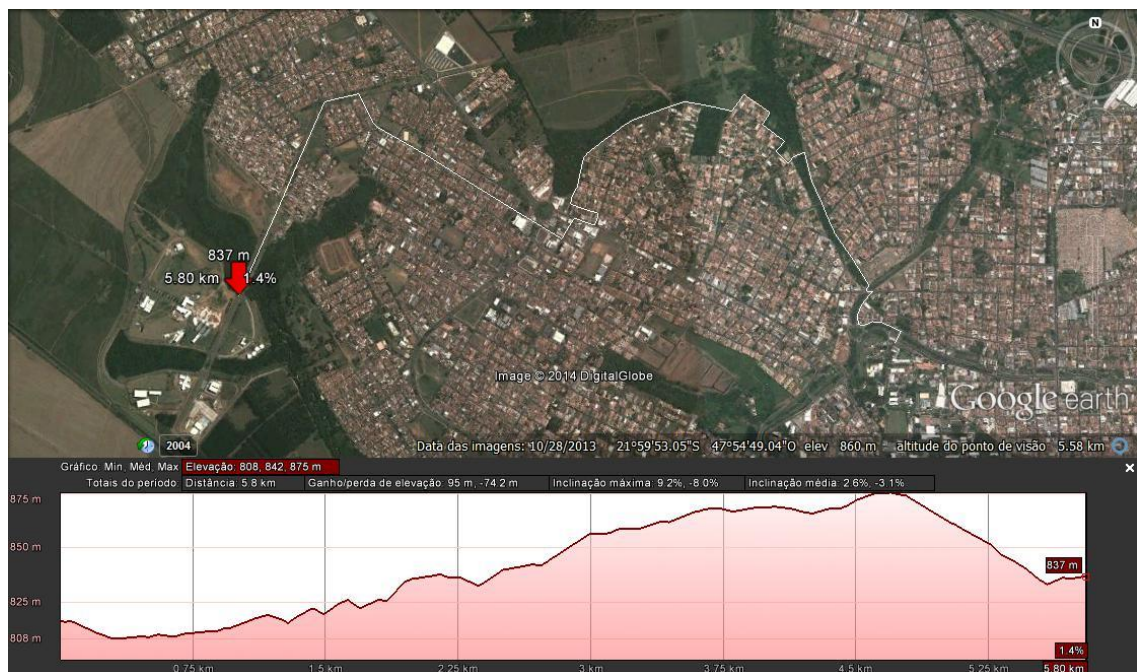 N
837 m
5.80 km 1.4%
Image © 2014 DigitalGlobe
Google earth
2004
Data das imagens: 10/28/2013 21°59'53.05"S 47°54'49.04"O elev 860 m altitude do ponto de visão 5.58 km
Gráfico: Min, Méd, Max Elevação: 808, 842, 875 m
Totais do período: Distância: 5.8 km Ganho/perda de elevação: 95 m, -74.2 m Inclinação máxima: 9.2%, -8.0% Inclinação média: 2.6%, -3.1%
875 m
850 m
837 m
825 m
808 m
1.4%
0.75 km 1.5 km 2.25 km 3 km 3.75 km 4.5 km 5.25 km 5.80 km